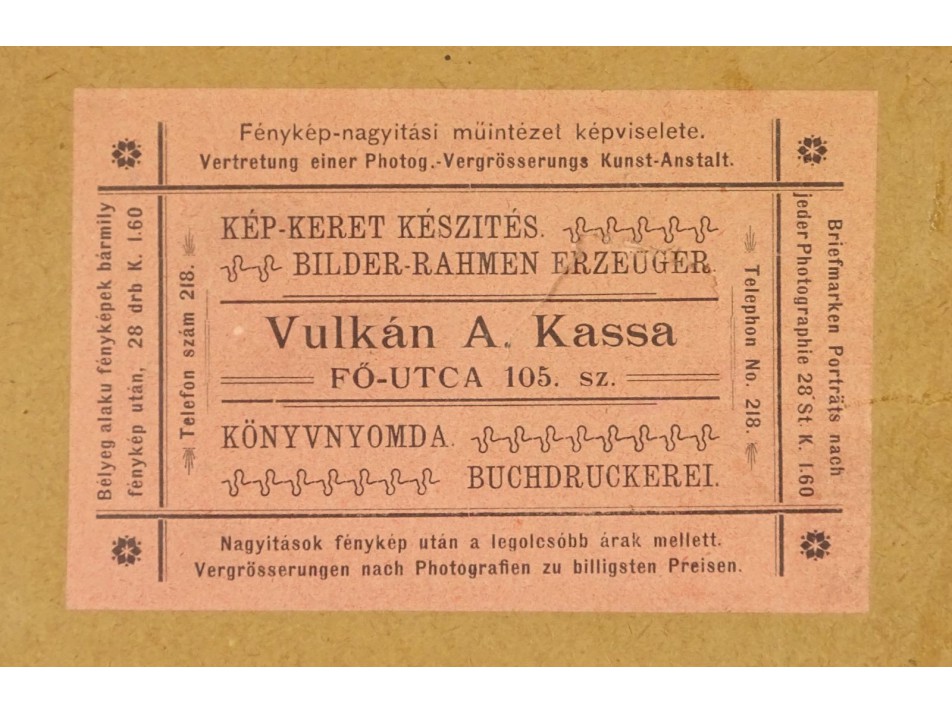 Fénykép-nagyitási müintézet képviselete.
Vertretung einer Photog.-Vergrösserungs Kunst-Anstalt.
Bélyeg alaku fényképek bármily
fénykép után, 28 drb K. 1.60
Telefon szám 218.
KÉP-KERET KÉSZITÉS.
BILDER-RAHMEN ERZEUGER.
Vulkán A. Kassa
FŐ-UTCA 105. sz.
KÖNYVNYOMDA.
BUCHDRUCKEREI.
Telephon No. 218.
Briefmarken Porträts nach
jeder Photographie 28 St. K. 1.60
Nagyitások fénykép után a legolcsóbb árak mellett.
Vergrösserungen nach Photografien zu billigsten Preisen.